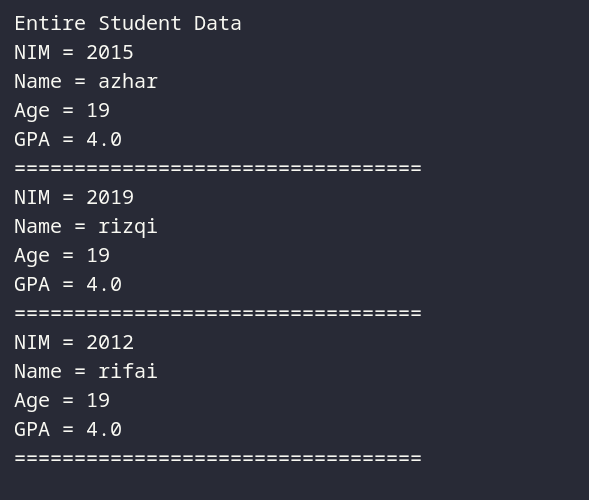 Entire Student Data
NIM = 2015
Name = azhar
Age = 19
GPA = 4.0
==================================
NIM = 2019
Name = rizqi
Age = 19
GPA = 4.0
==================================
NIM = 2012
Name = rifai
Age = 19
GPA = 4.0
==================================